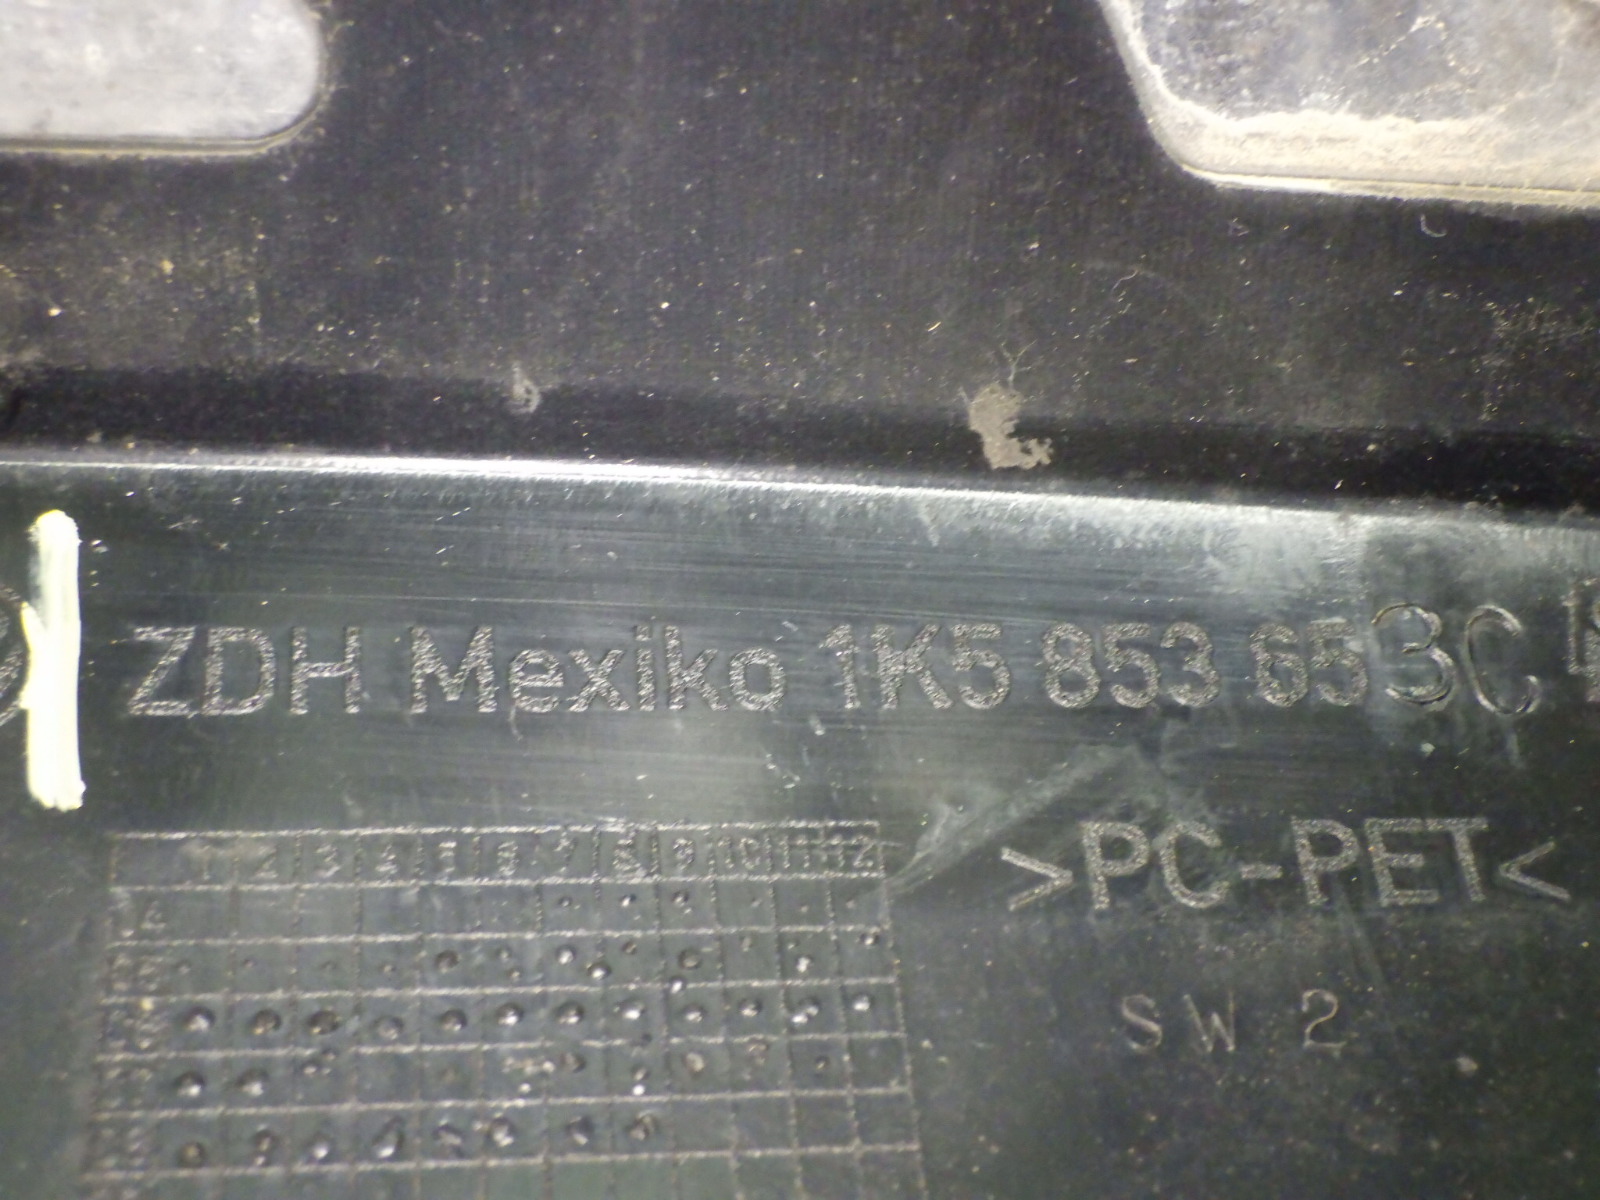 ZDH Mexiko 1K5 853 653C
1 2 3 4 5 6 7 8 9 10 11 12
>PC-PET<
SW 2